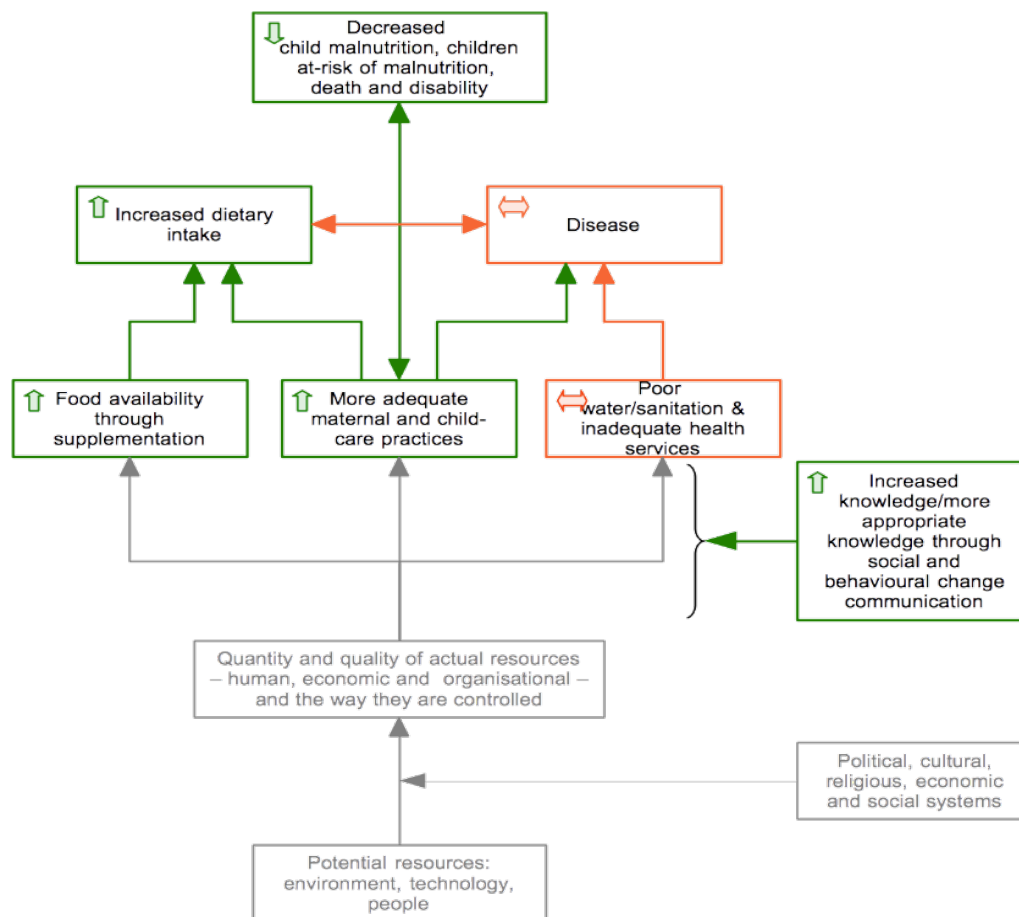 Decreased
child malnutrition, children
at-risk of malnutrition,
death and disability
Increased dietary
intake
Disease
Food availability
through
supplementation
More adequate
maternal and child-
care practices
Poor
water/sanitation &
inadequate health
services
Increased
knowledge/more
appropriate
knowledge through
social and
behavioural change
communication
Quantity and quality of actual resources
– human, economic and organisational –
and the way they are controlled
Political, cultural,
religious, economic
and social systems
Potential resources:
environment, technology,
people